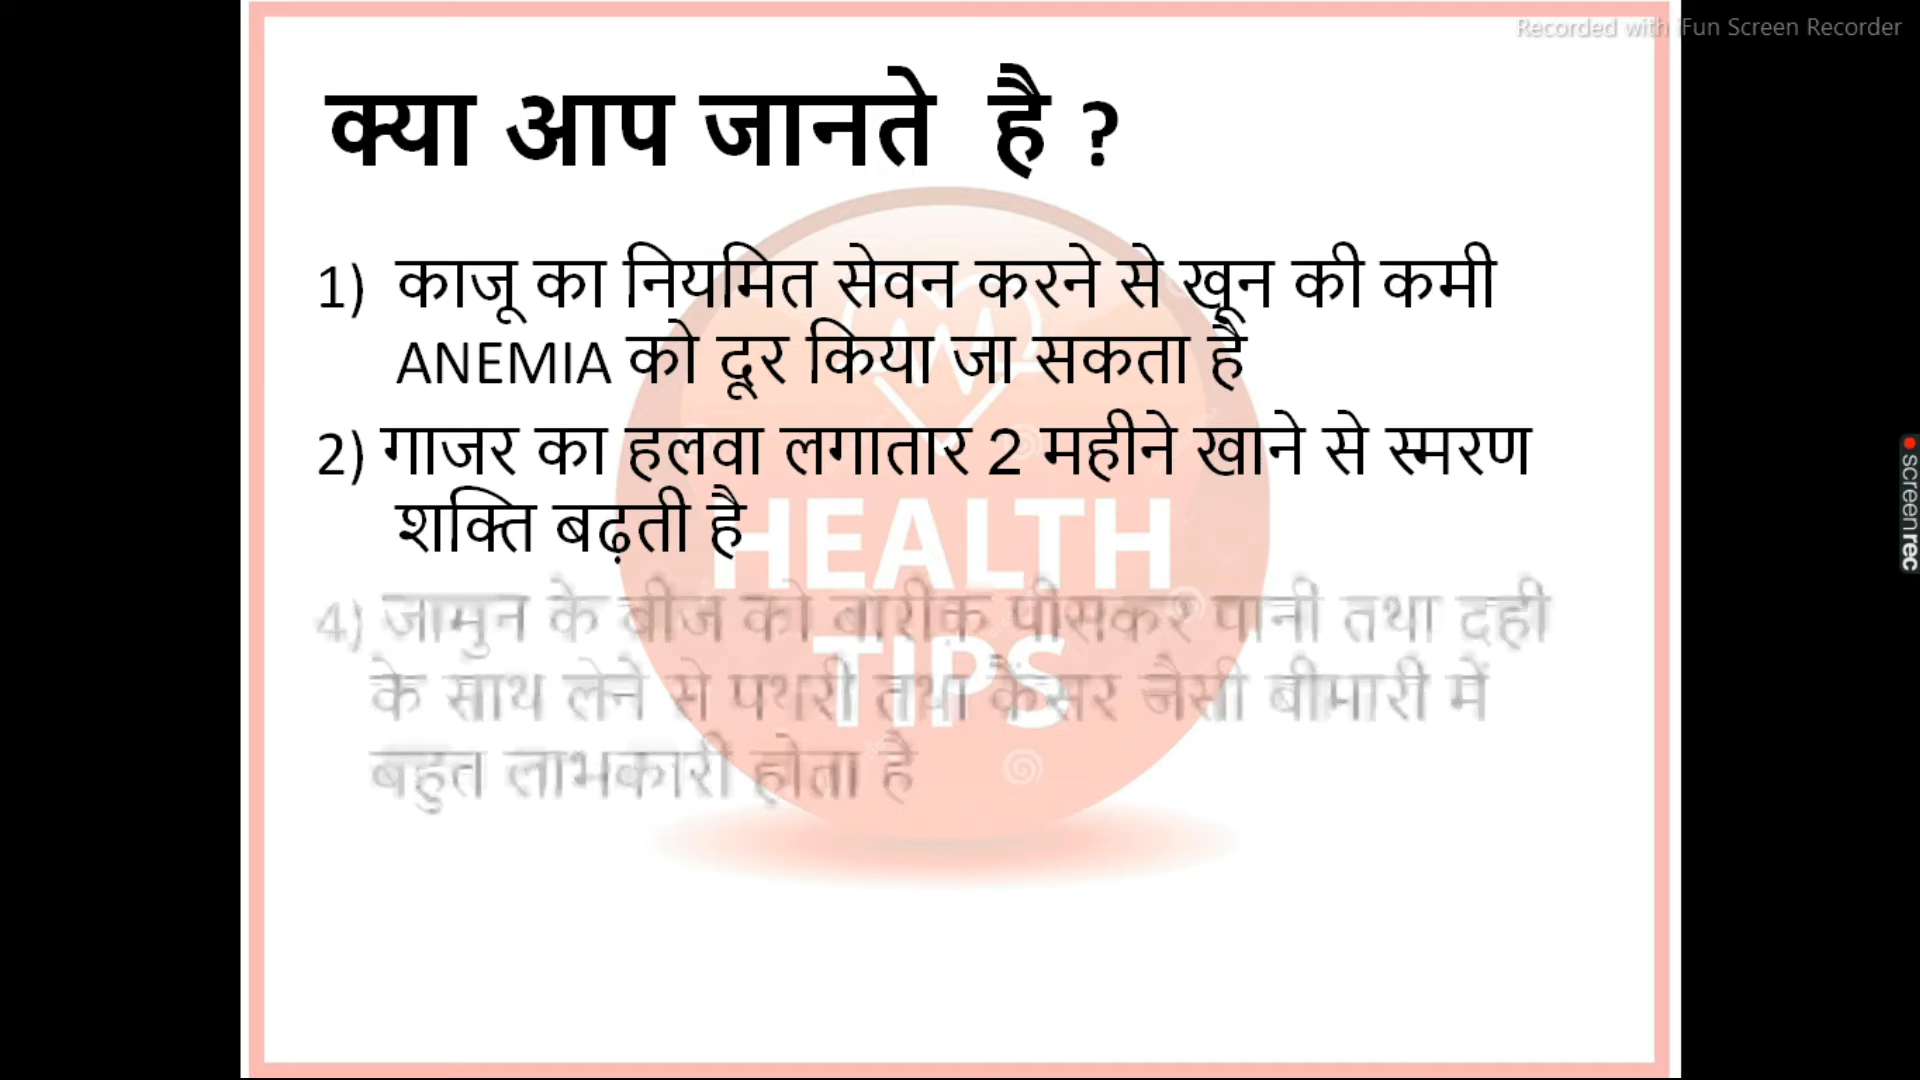 Recorded with iFun Screen Recorder
क्या आप जानते है ?
1) काजू का नियमित सेवन करने से खून की कमी
ANEMIA को दूर किया जा सकता है
2) गाजर का हलवा लगातार 2 महीने खाने से स्मरण
शक्ति बढ़ती है
HEALTH
TIPS
4) जामुन के बीज को बारीक पीसकर पानी तथा दही
के साथ लेने से पथरी तथा कैंसर जैसी बीमारी में
बहुत लाभकारी होता है
screenrec